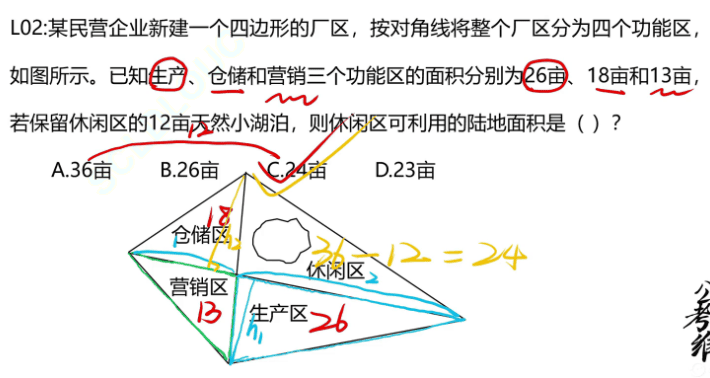 L02:某民营企业新建一个四边形的厂区，按对角线将整个厂区分为四个功能区，
如图所示。已知生产、仓储和营销三个功能区的面积分别为26亩、18亩和13亩，
若保留休闲区的12亩天然小湖泊，则休闲区可利用的陆地面积是（ ）？
12
A.36亩 B.26亩 C.24亩 D.23亩
18
仓储区
h₂
1
36-12=24
休闲区
2
营销区
13
生产区
26
h₁
公
考